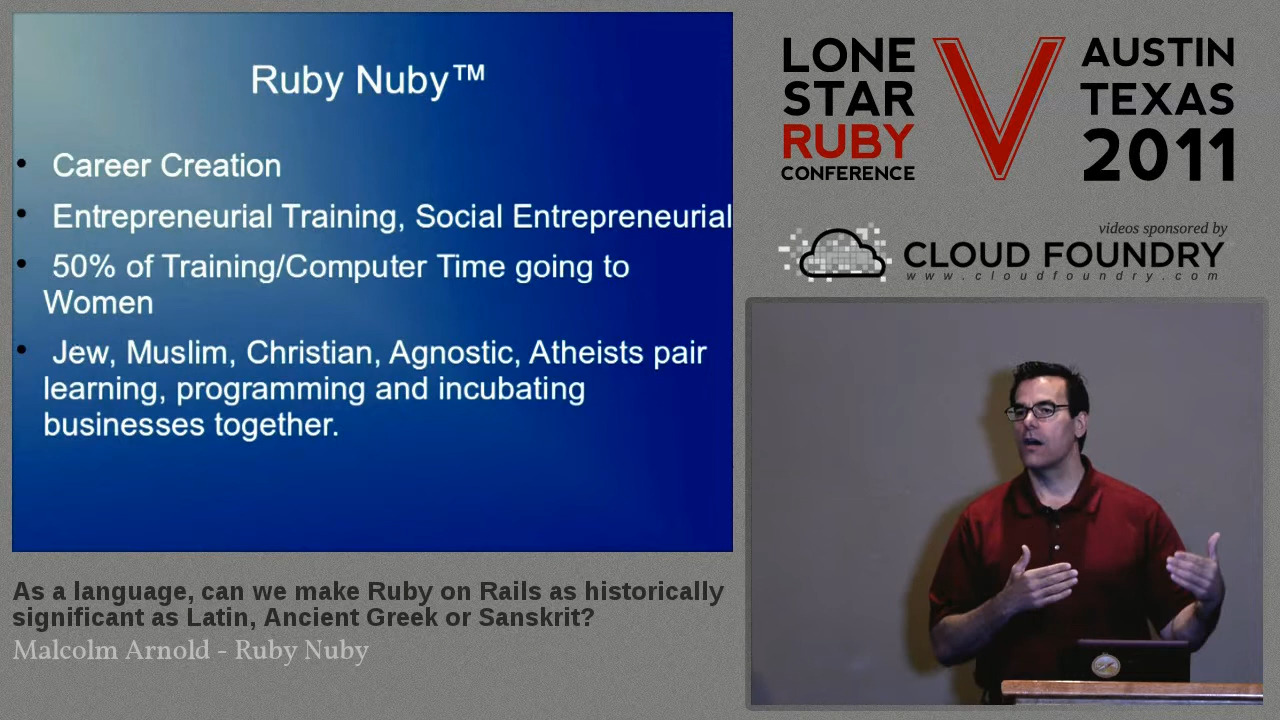 Ruby Nuby™
• Career Creation
• Entrepreneurial Training, Social Entrepreneurial
• 50% of Training/Computer Time going to
Women
• Jew, Muslim, Christian, Agnostic, Atheists pair
learning, programming and incubating
businesses together.
As a language, can we make Ruby on Rails as historically
significant as Latin, Ancient Greek or Sanskrit?
Malcolm Arnold - Ruby Nuby
LONE
STAR
RUBY
CONFERENCE
V
AUSTIN
TEXAS
2011
videos sponsored by
CLOUD FOUNDRY
www.cloudfoundry.com